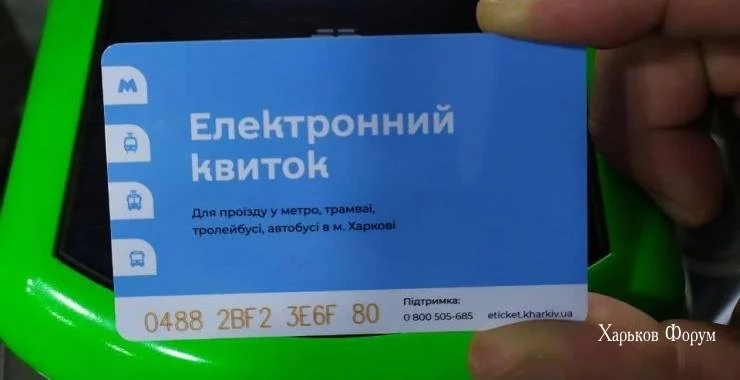 М
Електронний
квиток
Для проїзду у метро, трамваї,
тролейбусі, автобусі в м. Харкові
0488 2BF2 3E6F 80
Підтримка:
0 800 505-685 eticket.kharkiv.ua
Харьков Форум